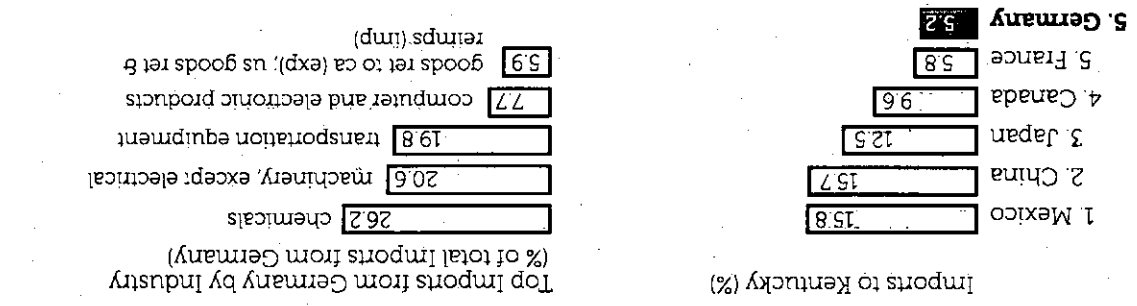 Imports to Kentucky (%)
1. Mexico 15.8
2. China 15.7
3. Japan 12.5
4. Canada 9.6
5. France 5.8
5. Germany 5.2
Top Imports from Germany by Industry
(% of total Imports from Germany)
26.2 chemicals
20.6 machinery, except electrical
19.8 transportation equipment
7.7 computer and electronic products
5.9 goods ret to ca (exp); us goods ret &
reimps (imp)